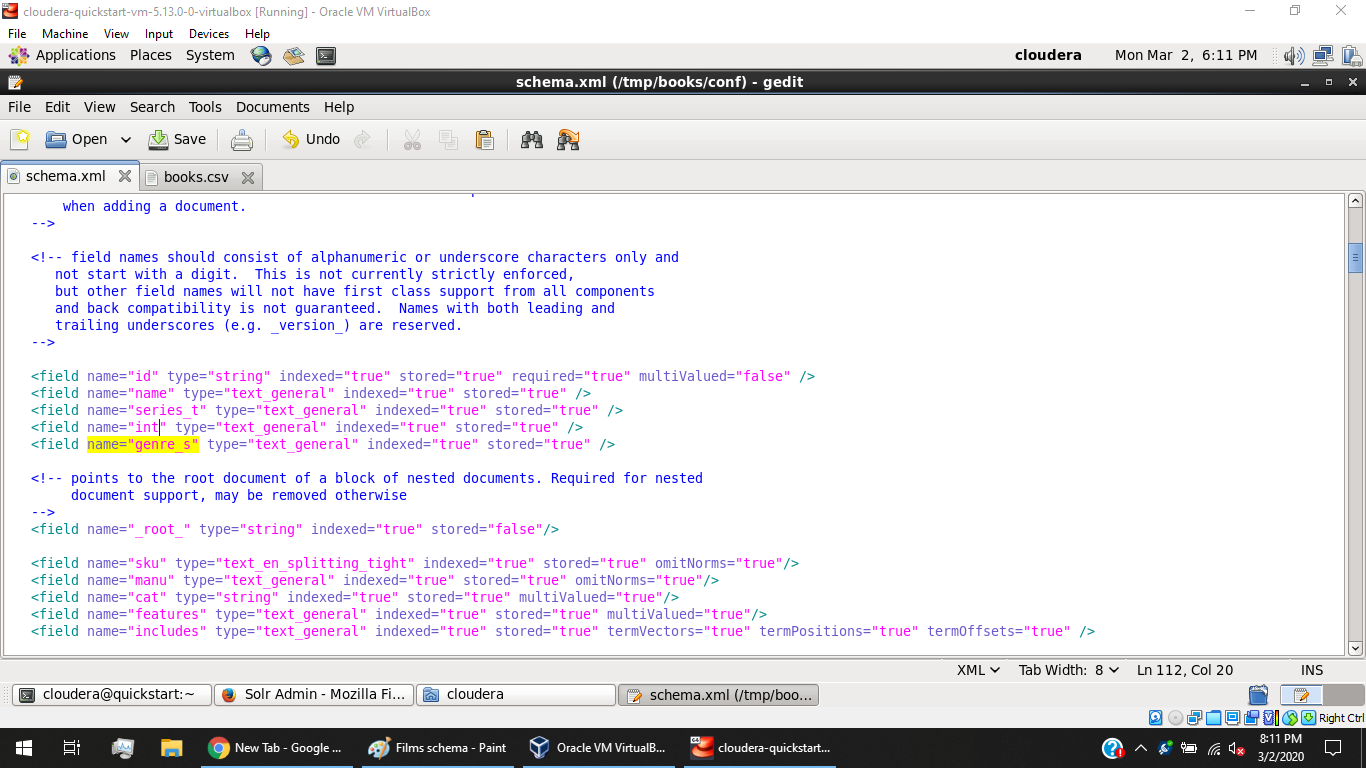 cloudera-quickstart-vm-5.13.0-0-virtualbox [Running] - Oracle VM VirtualBox
File Machine View Input Devices Help
Applications Places System cloudera Mon Mar 2, 6:11 PM
schema.xml (/tmp/books/conf) - gedit
File Edit View Search Tools Documents Help
Open Save Undo
schema.xml books.csv
when adding a document.
-->
<!-- field names should consist of alphanumeric or underscore characters only and
not start with a digit.  This is not currently strictly enforced,
but other field names will not have first class support from all components
and back compatibility is not guaranteed.  Names with both leading and
trailing underscores (e.g. _version_) are reserved.
-->
<field name="id" type="string" indexed="true" stored="true" required="true" multiValued="false" />
<field name="name" type="text_general" indexed="true" stored="true" />
<field name="series_t" type="text_general" indexed="true" stored="true" />
<field name="int" type="text_general" indexed="true" stored="true" />
<field name="genre_s" type="text_general" indexed="true" stored="true" />
<!-- points to the root document of a block of nested documents. Required for nested
document support, may be removed otherwise
-->
<field name="_root_" type="string" indexed="true" stored="false"/>
<field name="sku" type="text_en_splitting_tight" indexed="true" stored="true" omitNorms="true"/>
<field name="manu" type="text_general" indexed="true" stored="true" omitNorms="true"/>
<field name="cat" type="string" indexed="true" stored="true" multiValued="true"/>
<field name="features" type="text_general" indexed="true" stored="true" multiValued="true"/>
<field name="includes" type="text_general" indexed="true" stored="true" termVectors="true" termPositions="true" termOffsets="true" />
XML Tab Width: 8 Ln 112, Col 20 INS
cloudera@quickstart:~ Solr Admin - Mozilla Fi... cloudera schema.xml (/tmp/boo...
Right Ctrl
New Tab - Google ... Films schema - Paint Oracle VM VirtualB... cloudera-quickstart... 8:11 PM
3/2/2020